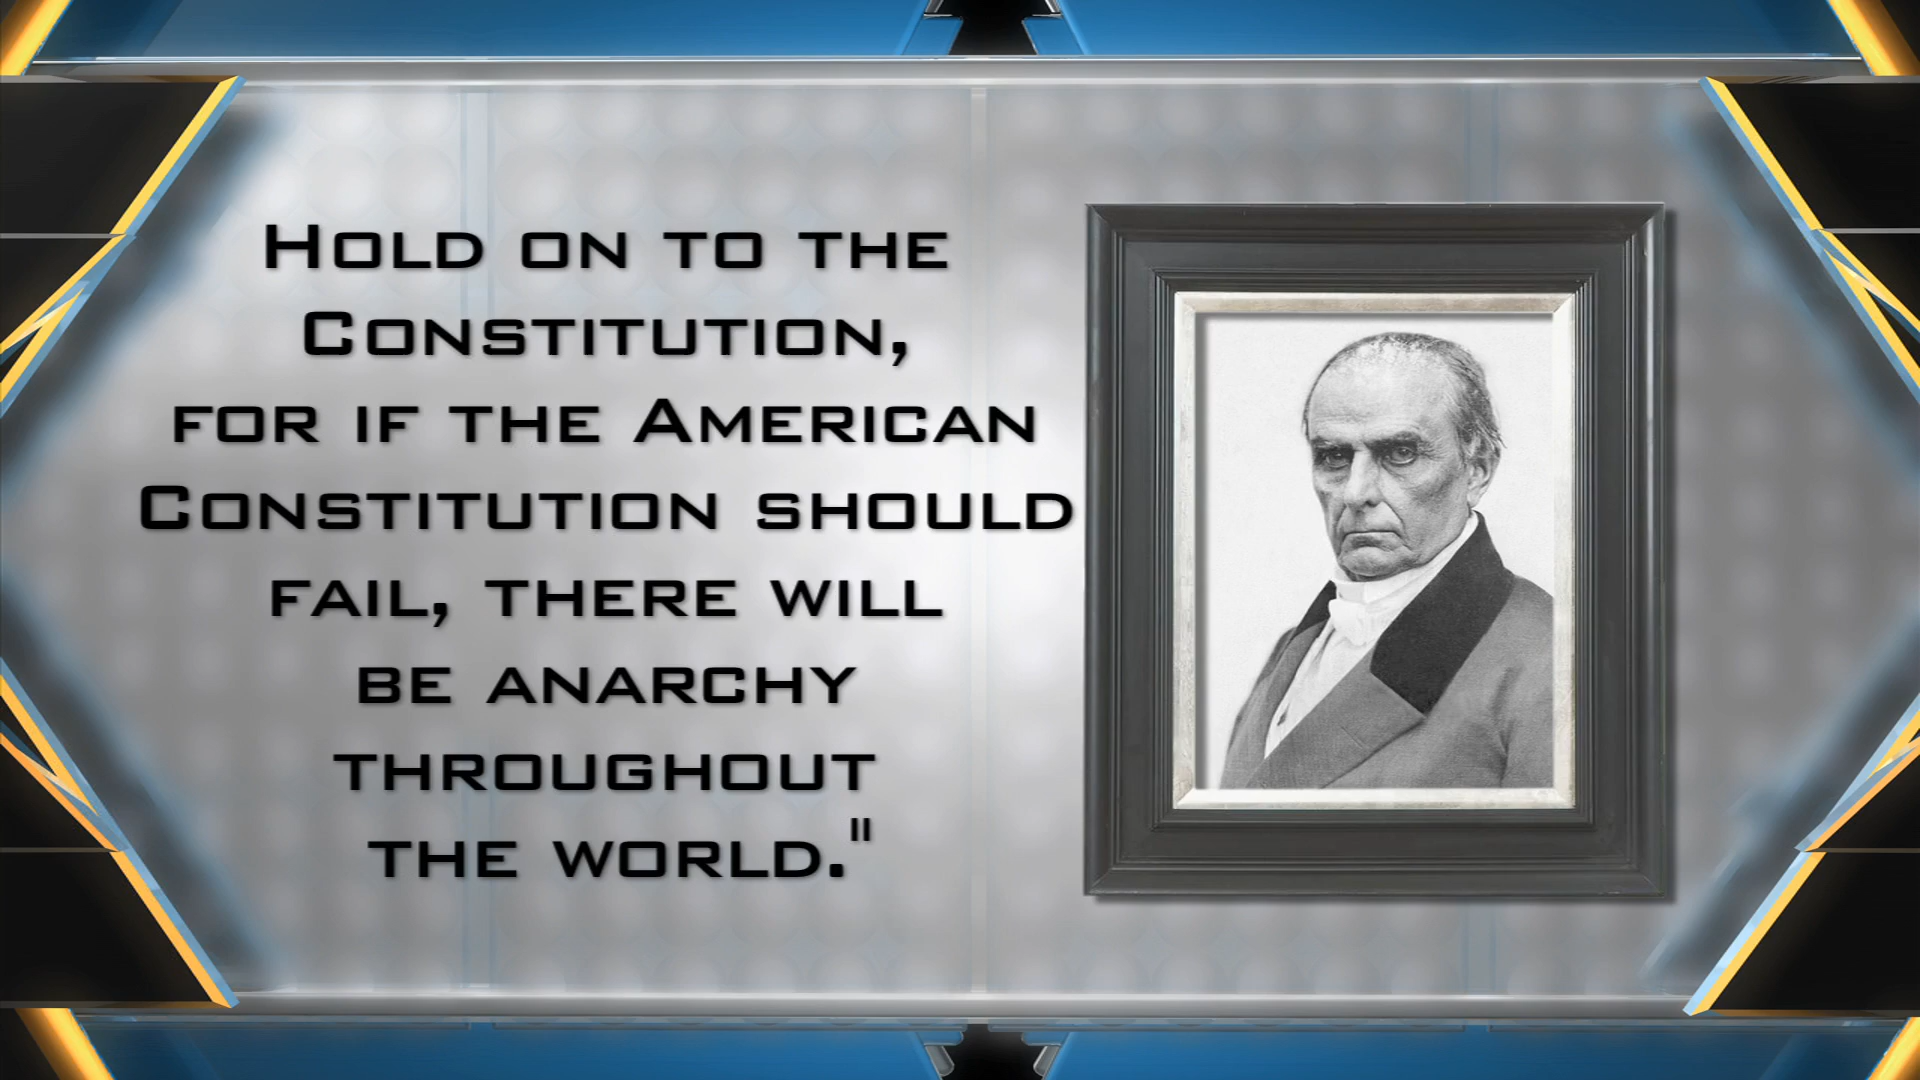 Hold on to the
Constitution,
for if the American
Constitution should
fail, there will
be anarchy
throughout
the world."